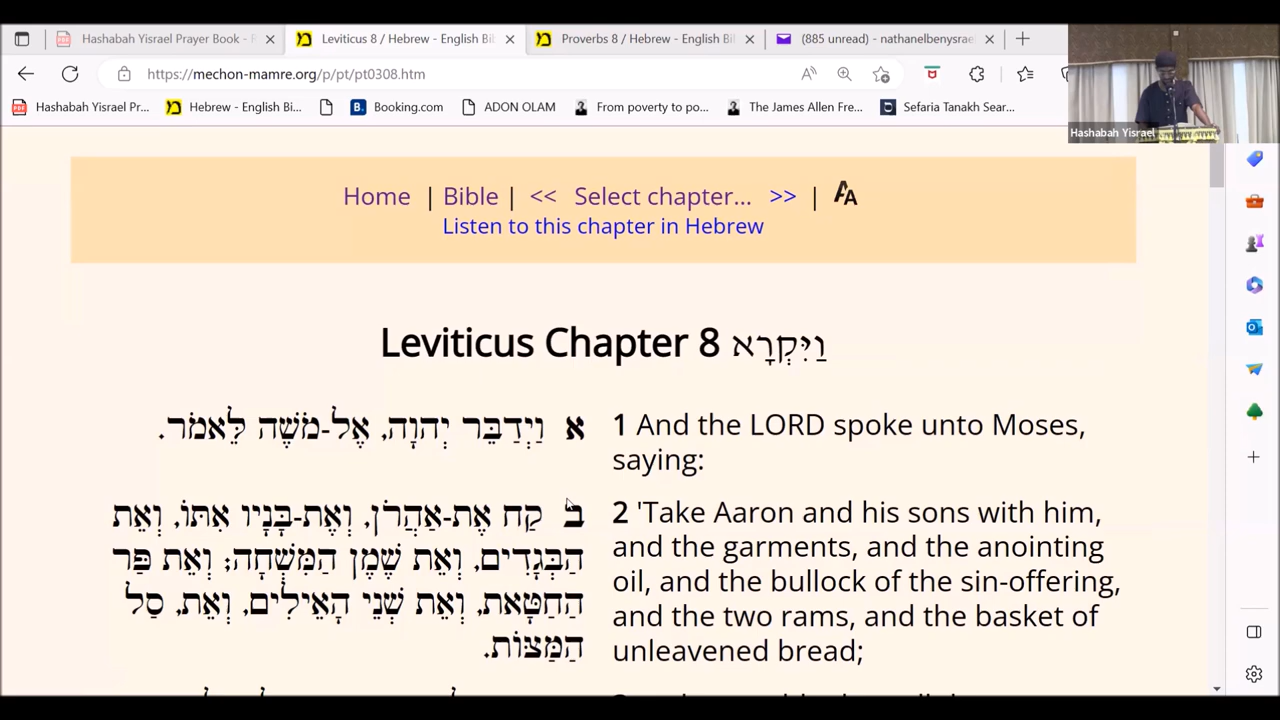 Hashabah Yisrael Prayer Book - 
Leviticus 8 / Hebrew - English Bi
Proverbs 8 / Hebrew - English Bi
(885 unread) - nathanelbenysrae
https://mechon-mamre.org/p/pt/pt0308.htm
Hashabah Yisrael Pr...
Hebrew - English Bi...
Booking.com
ADON OLAM
From poverty to po...
The James Allen Fre...
Sefaria Tanakh Sear...
Hashabah Yisrael
Home | Bible | << Select chapter... >> | AA
Listen to this chapter in Hebrew
Leviticus Chapter 8 וַיִּקְרָא
א וַיְדַבֵּר יְהוָה, אֶל-מֹשֶׁה לֵּאמֹר.
1 And the LORD spoke unto Moses,
saying:
ב קַח אֶת-אַהֲרֹן, וְאֶת-בָּנָיו אִתּוֹ, וְאֵת
הַבְּגָדִים, וְאֵת שֶׁמֶן הַמִּשְׁחָה; וְאֵת פַּר
הַחַטָּאת, וְאֵת שְׁנֵי הָאֵילִים, וְאֵת, סַל
הַמַּצּוֹת.
2 'Take Aaron and his sons with him,
and the garments, and the anointing
oil, and the bullock of the sin-offering,
and the two rams, and the basket of
unleavened bread;